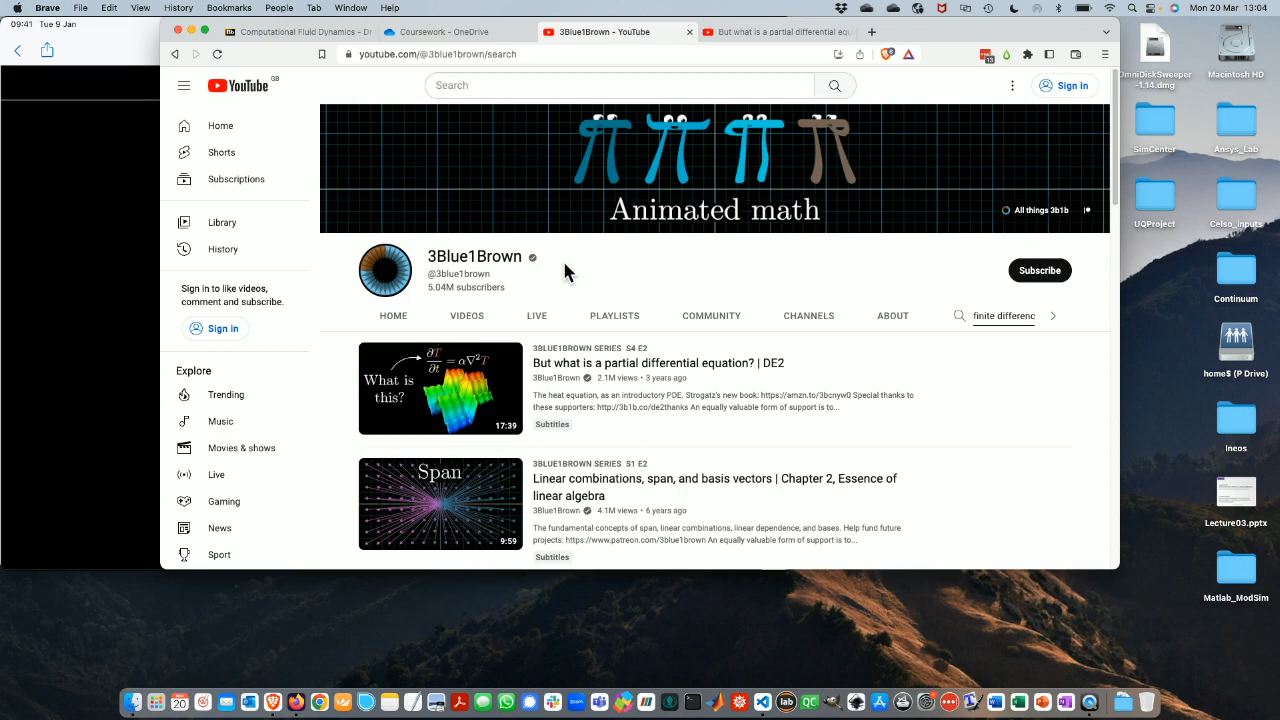 Brave File Edit View History Bookmarks People Tab Window Help
Mon 20 Mar 13:04
09:41 Tue 9 Jan
Computational Fluid Dynamics - Dr
Coursework - OneDrive
3Blue1Brown - YouTube
But what is a partial differential equ
youtube.com/@3blue1brown/search
6
13
YouTube GB
Search
Sign in
Home
Shorts
Subscriptions
Library
History
Sign in to like videos,
comment and subscribe.
Sign in
Explore
Trending
Music
Movies & shows
Live
Gaming
News
Sport
Animated math
All things 3b1b
3Blue1Brown
@3blue1brown
5.04M subscribers
Subscribe
HOME VIDEOS LIVE PLAYLISTS COMMUNITY CHANNELS ABOUT finite differenc
What is
this?
∂T/∂t = α∇²T
17:39
3BLUE1BROWN SERIES S4 E2
But what is a partial differential equation? | DE2
3Blue1Brown 2.1M views • 3 years ago
The heat equation, as an introductory PDE. Strogatz's new book: https://amzn.to/3bcnyw0 Special thanks to
these supporters: http://3b1b.co/de2thanks An equally valuable form of support is to...
Subtitles
Span
9:59
3BLUE1BROWN SERIES S1 E2
Linear combinations, span, and basis vectors | Chapter 2, Essence of
linear algebra
3Blue1Brown 4.1M views • 6 years ago
The fundamental concepts of span, linear combinations, linear dependence, and bases. Help fund future
projects: https://www.patreon.com/3blue1brown An equally valuable form of support is to...
Subtitles
OmniDiskSweeper
-1.14.dmg
Macintosh HD
SimCenter
Ansys_Lab
UQProject
Celso_inputs
Continuum
home$ (P Drive)
Ineos
Lecture03.pptx
Matlab_ModSim
20
zoom
lab
QC